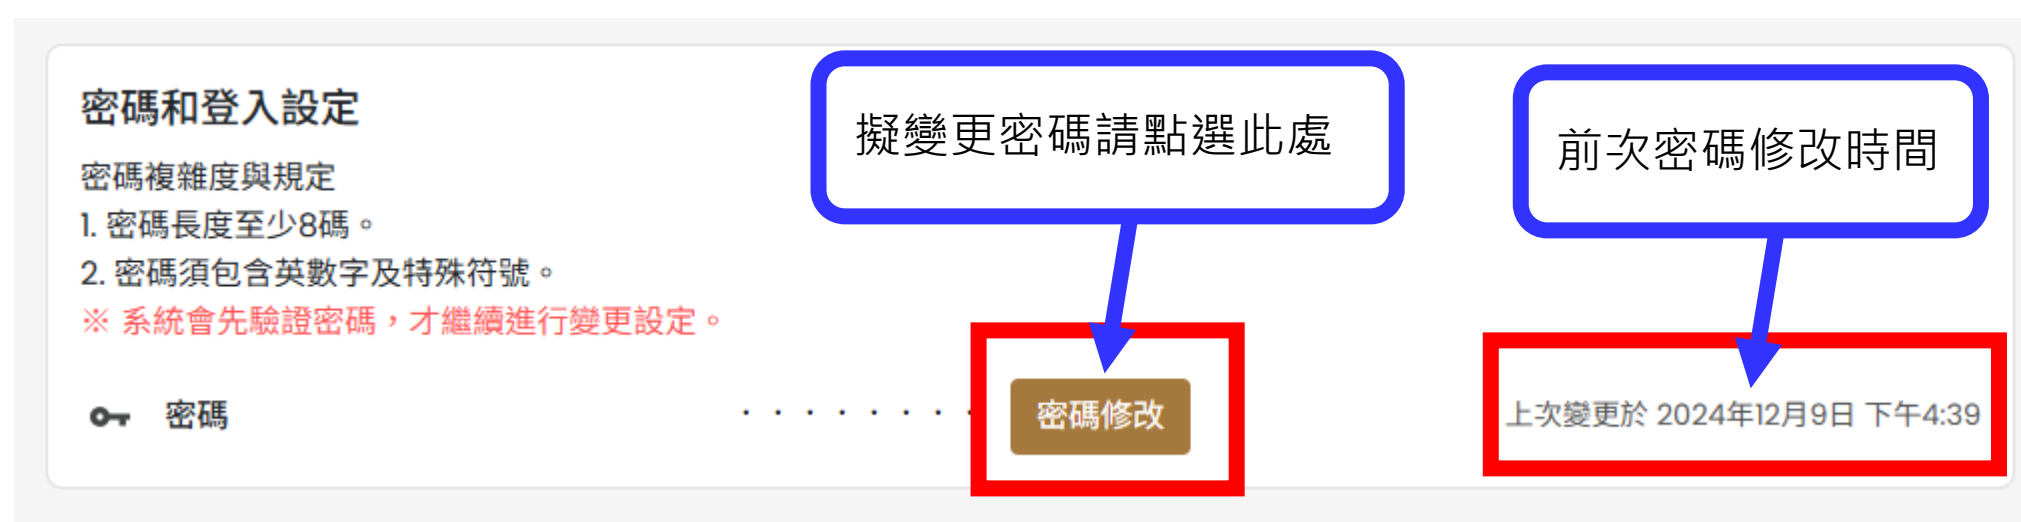 密碼和登入設定
擬變更密碼請點選此處
前次密碼修改時間
密碼複雜度與規定
1. 密碼長度至少8碼。
2. 密碼須包含英數字及特殊符號。
※ 系統會先驗證密碼，才繼續進行變更設定。
密碼
········
密碼修改
上次變更於 2024年12月9日 下午4:39